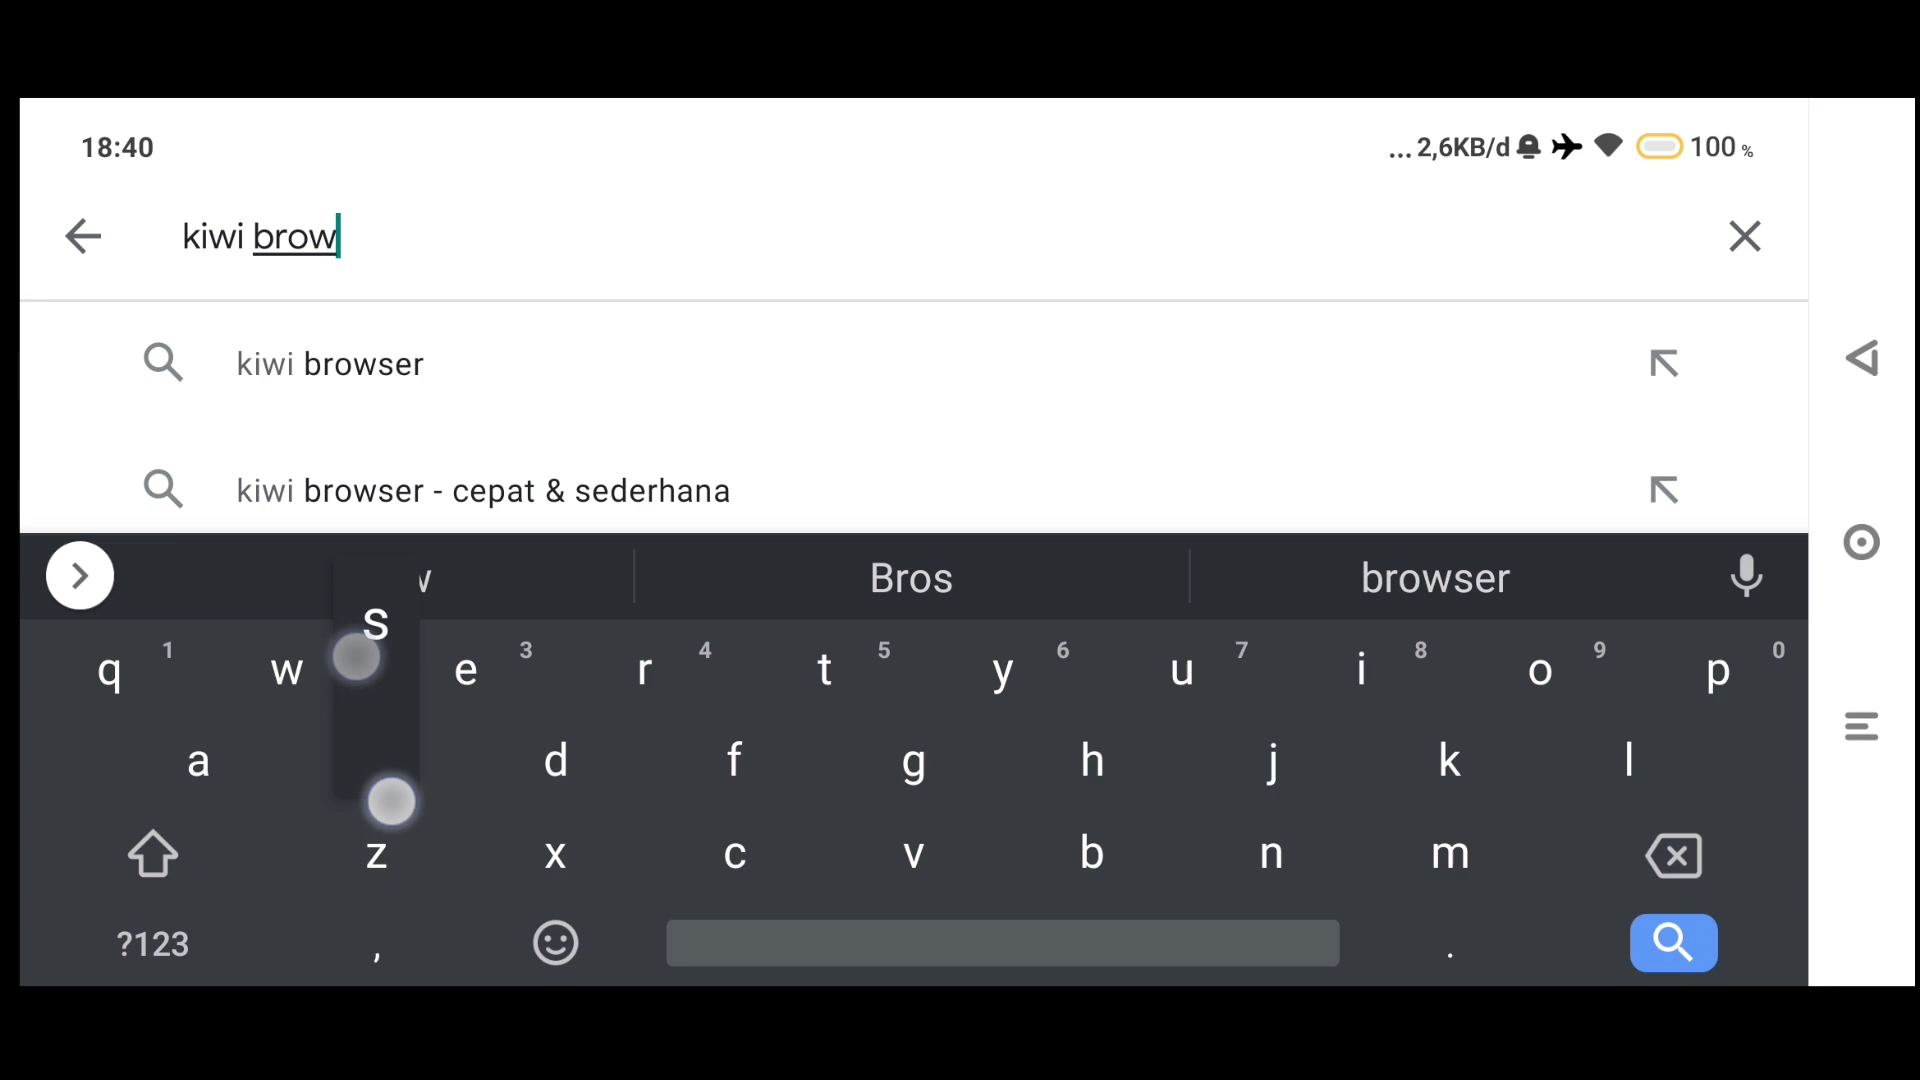 18:40
... 2,6KB/d 100 %
kiwi brow
kiwi browser
kiwi browser - cepat & sederhana
Bros browser
s
1 3 4 5 6 7 8 9 0
q w e r t y u i o p
a d f g h j k l
z x c v b n m
?123 , .